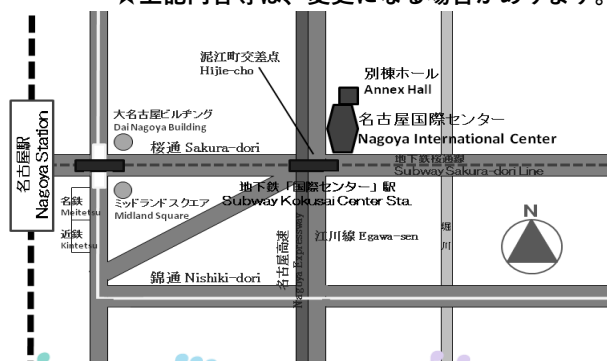 ★上記内容等は、変更になる場合があります。
泥江町交差点
Hijie-cho
別棟ホール
Annex Hall
大名古屋ビルヂング
Dai Nagoya Building
名古屋国際センター
Nagoya International Center
桜通 Sakura-dori
地下鉄桜通線
Subway Sakura-dori Line
名古屋駅
Nagoya Station
地下鉄「国際センター」駅
Subway Kokusai Center Sta.
名鉄
Meitetsu
ミッドランドスクエア
Midland Square
近鉄
Kintetsu
名古屋高速
Nagoya Expressway
江川線 Egawa-sen
堀川
N
錦通 Nishiki-dori